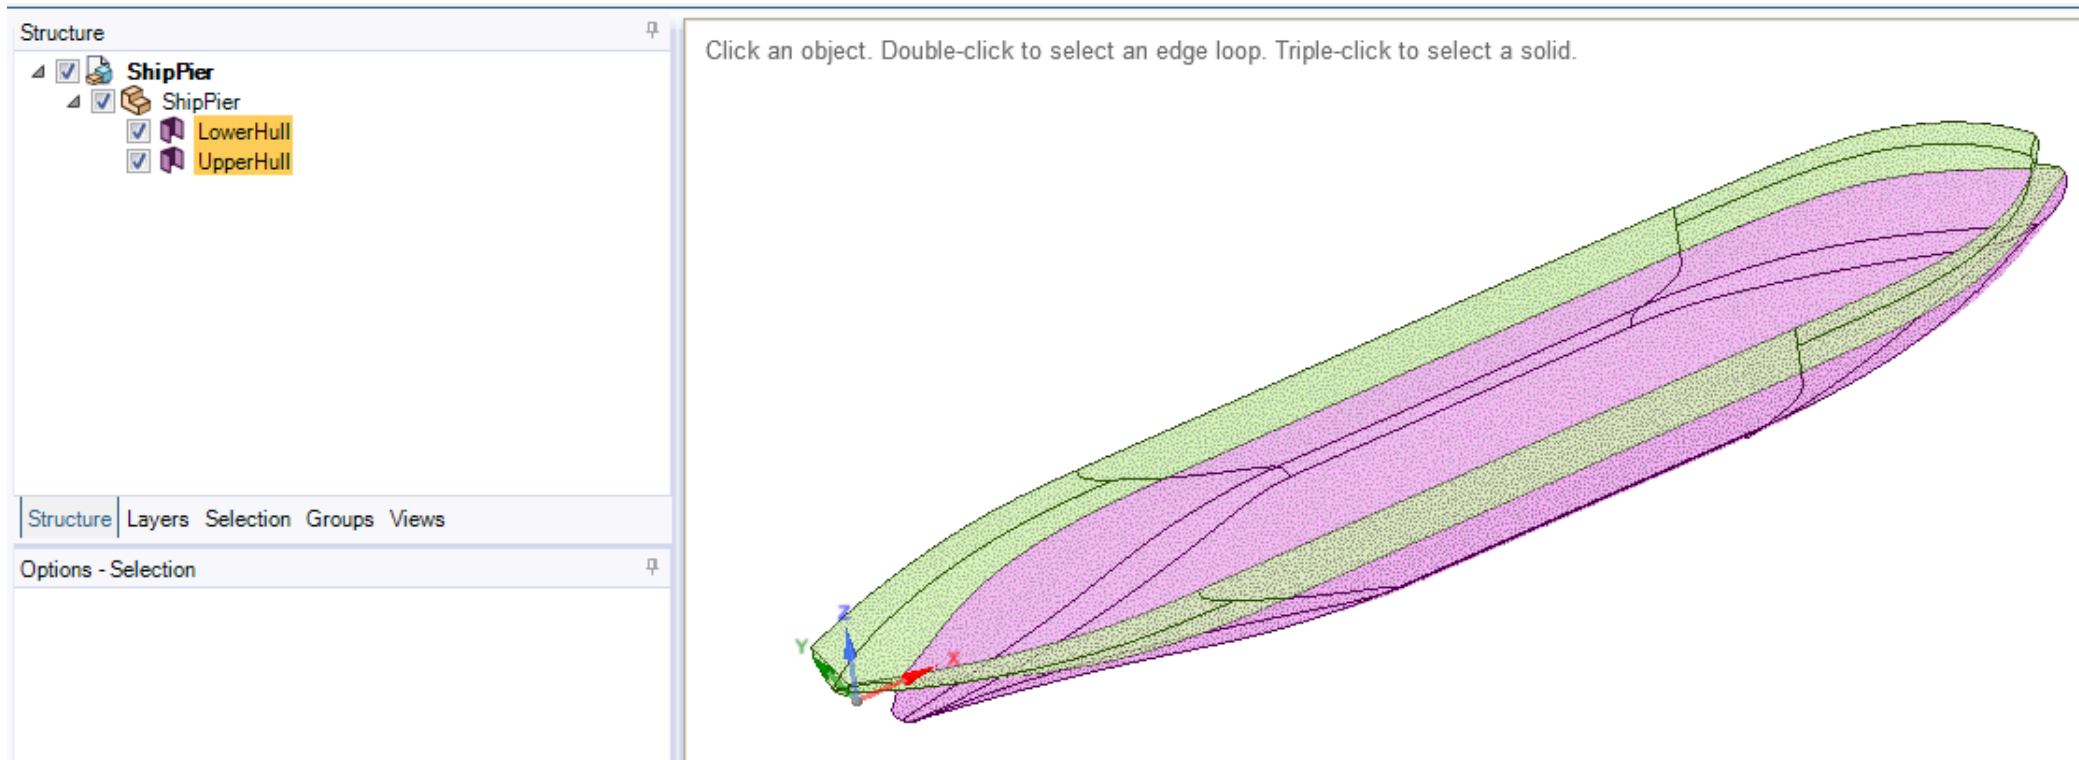 Structure
ShipPier
ShipPier
LowerHull
UpperHull
Structure Layers Selection Groups Views
Options - Selection
Click an object. Double-click to select an edge loop. Triple-click to select a solid.
Z
Y
X